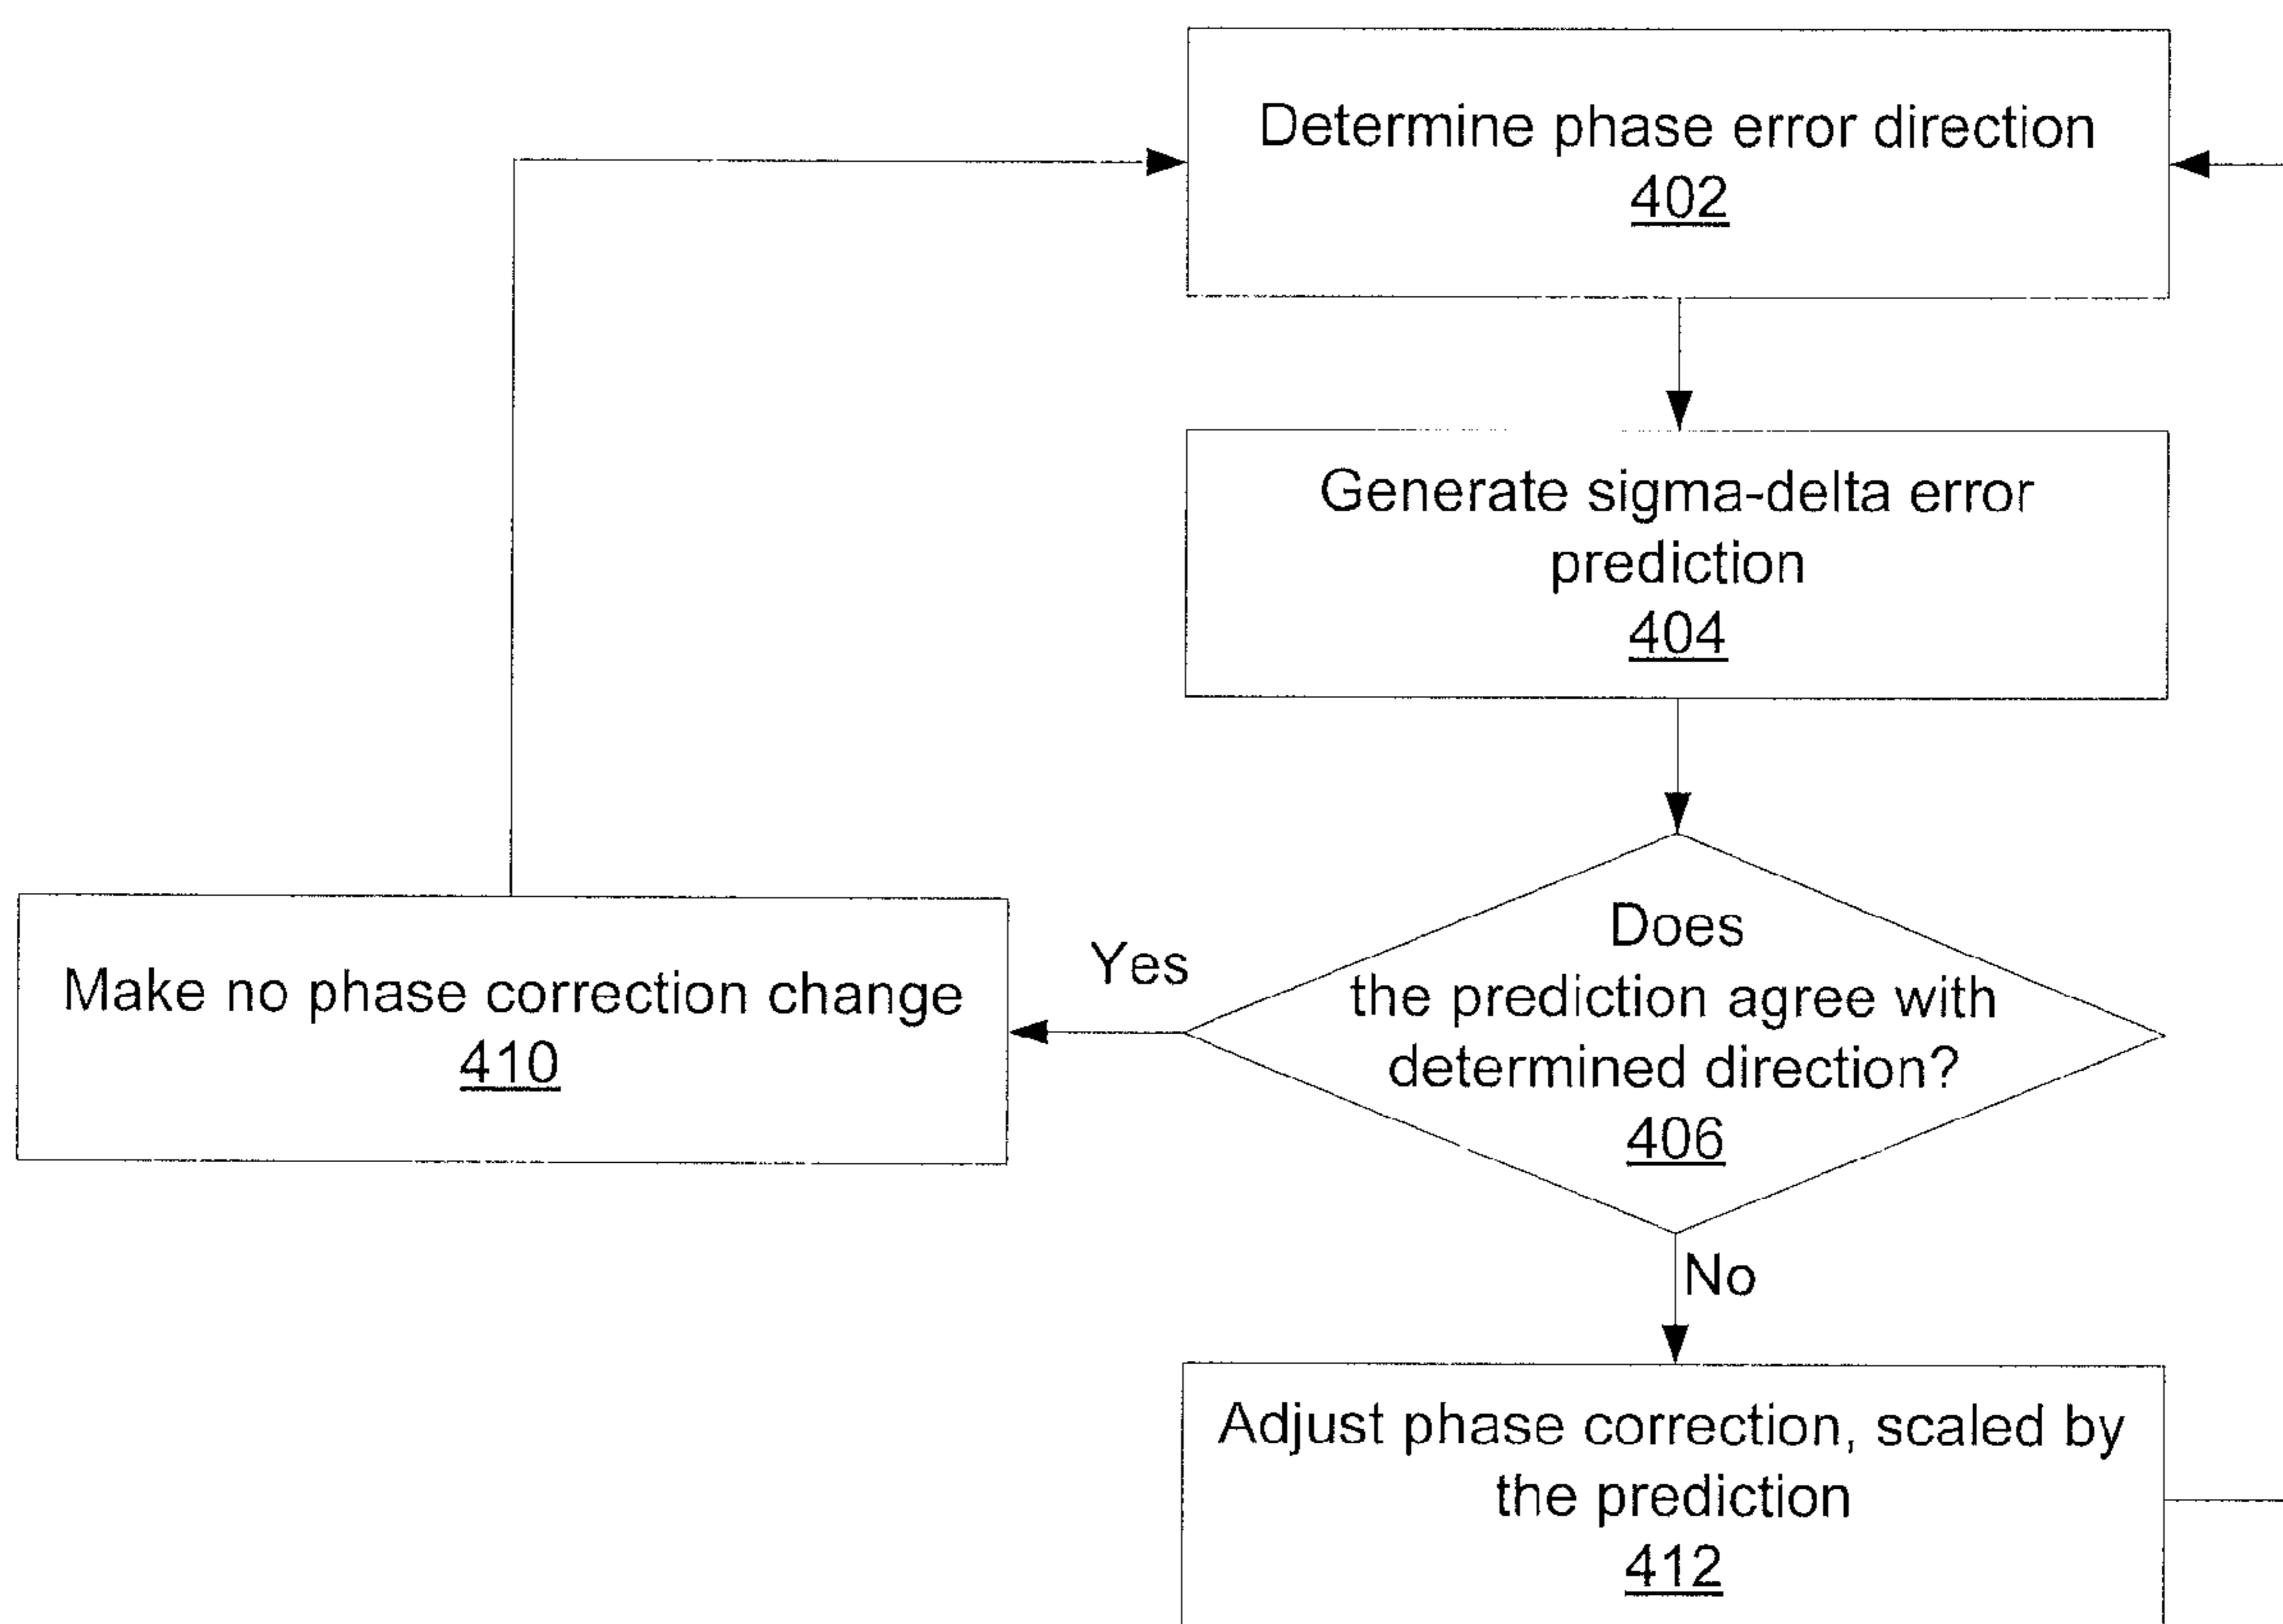 Determine phase error direction
402
Generate sigma-delta error
prediction
404
Does
the prediction agree with
determined direction?
406
Yes
Make no phase correction change
410
No
Adjust phase correction, scaled by
the prediction
412